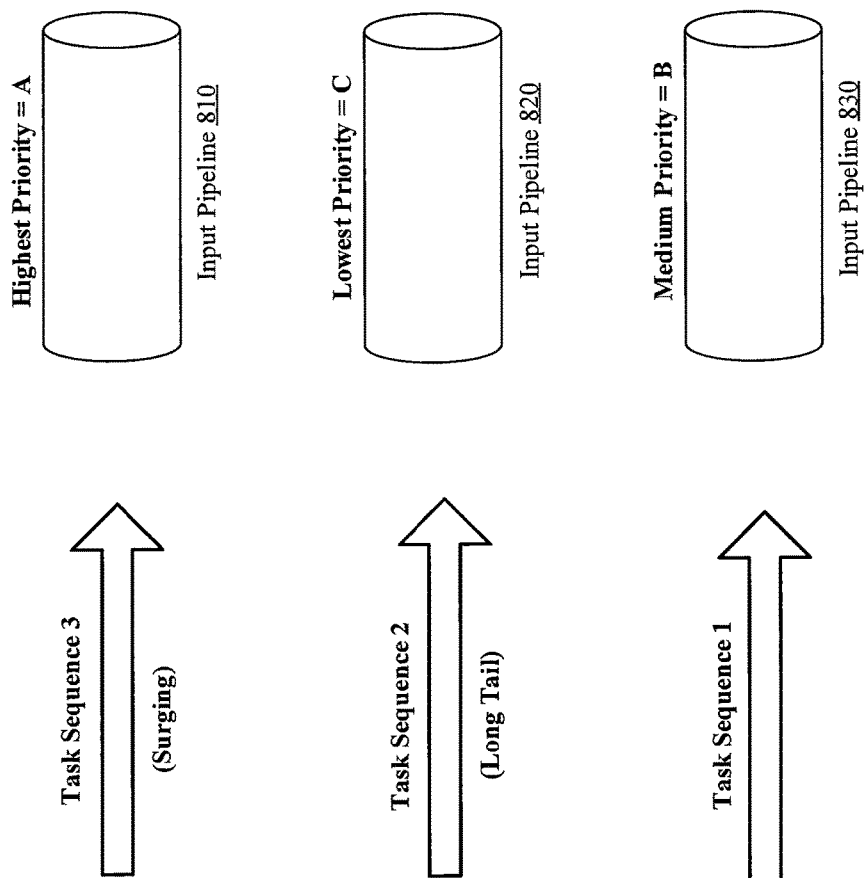 Task Sequence 3
(Surging)
Highest Priority = A
Input Pipeline 810
Task Sequence 2
(Long Tail)
Lowest Priority = C
Input Pipeline 820
Task Sequence 1
Medium Priority = B
Input Pipeline 830